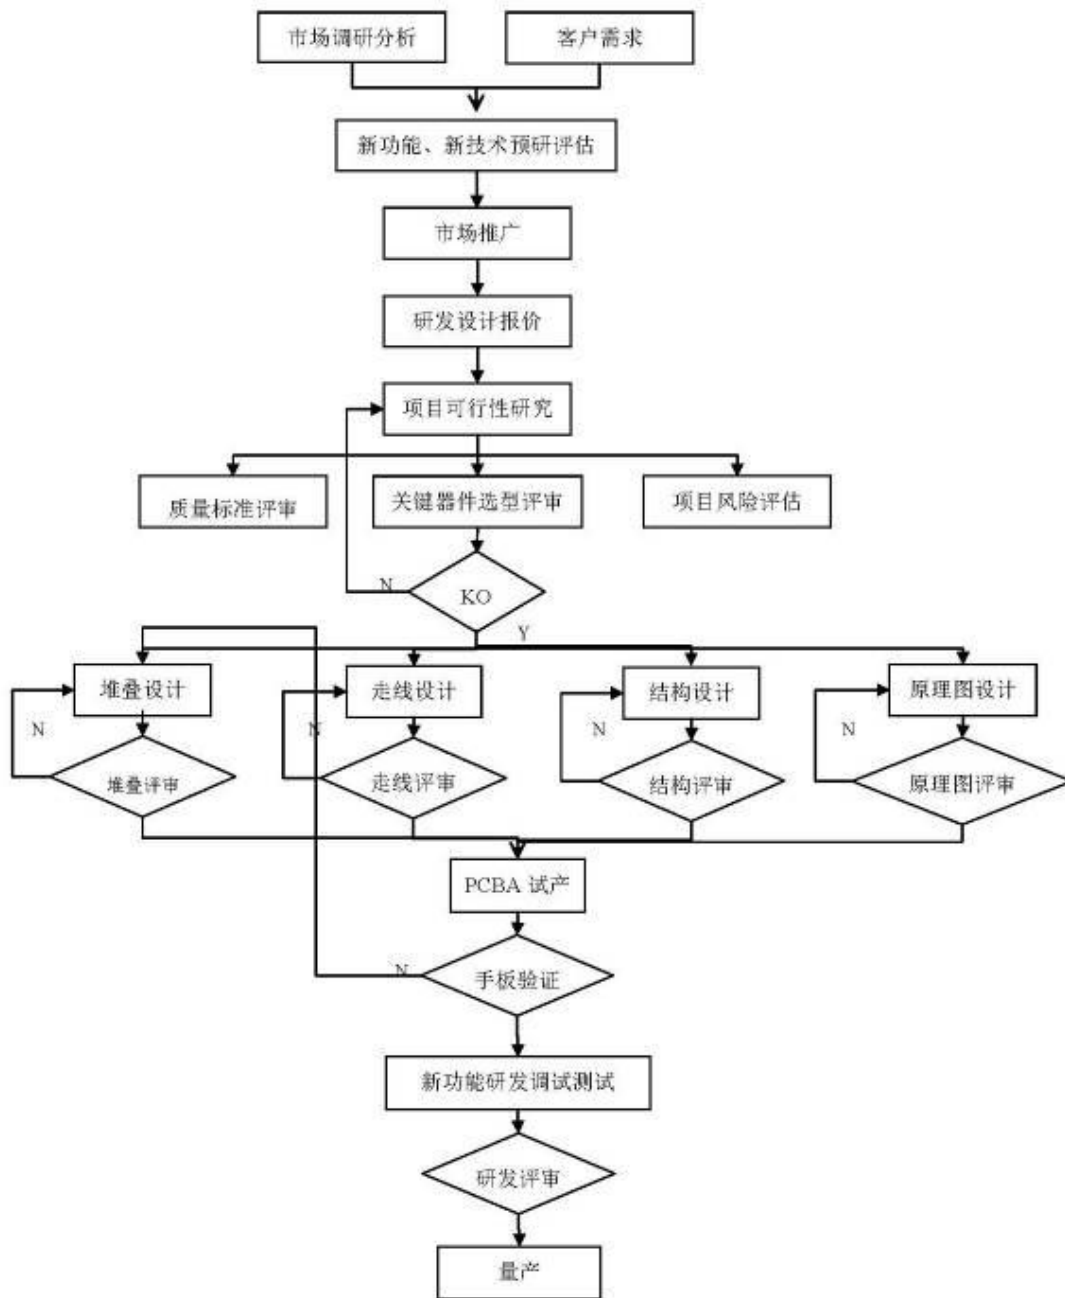 市场调研分析
客户需求
新功能、新技术预研评估
市场推广
研发设计报价
项目可行性研究
质量标准评审
关键器件选型评审
项目风险评估
N
KO
Y
堆叠设计
走线设计
结构设计
原理图设计
N
N
N
N
堆叠评审
走线评审
结构评审
原理图评审
PCBA 试产
N
手板验证
新功能研发调试测试
研发评审
量产